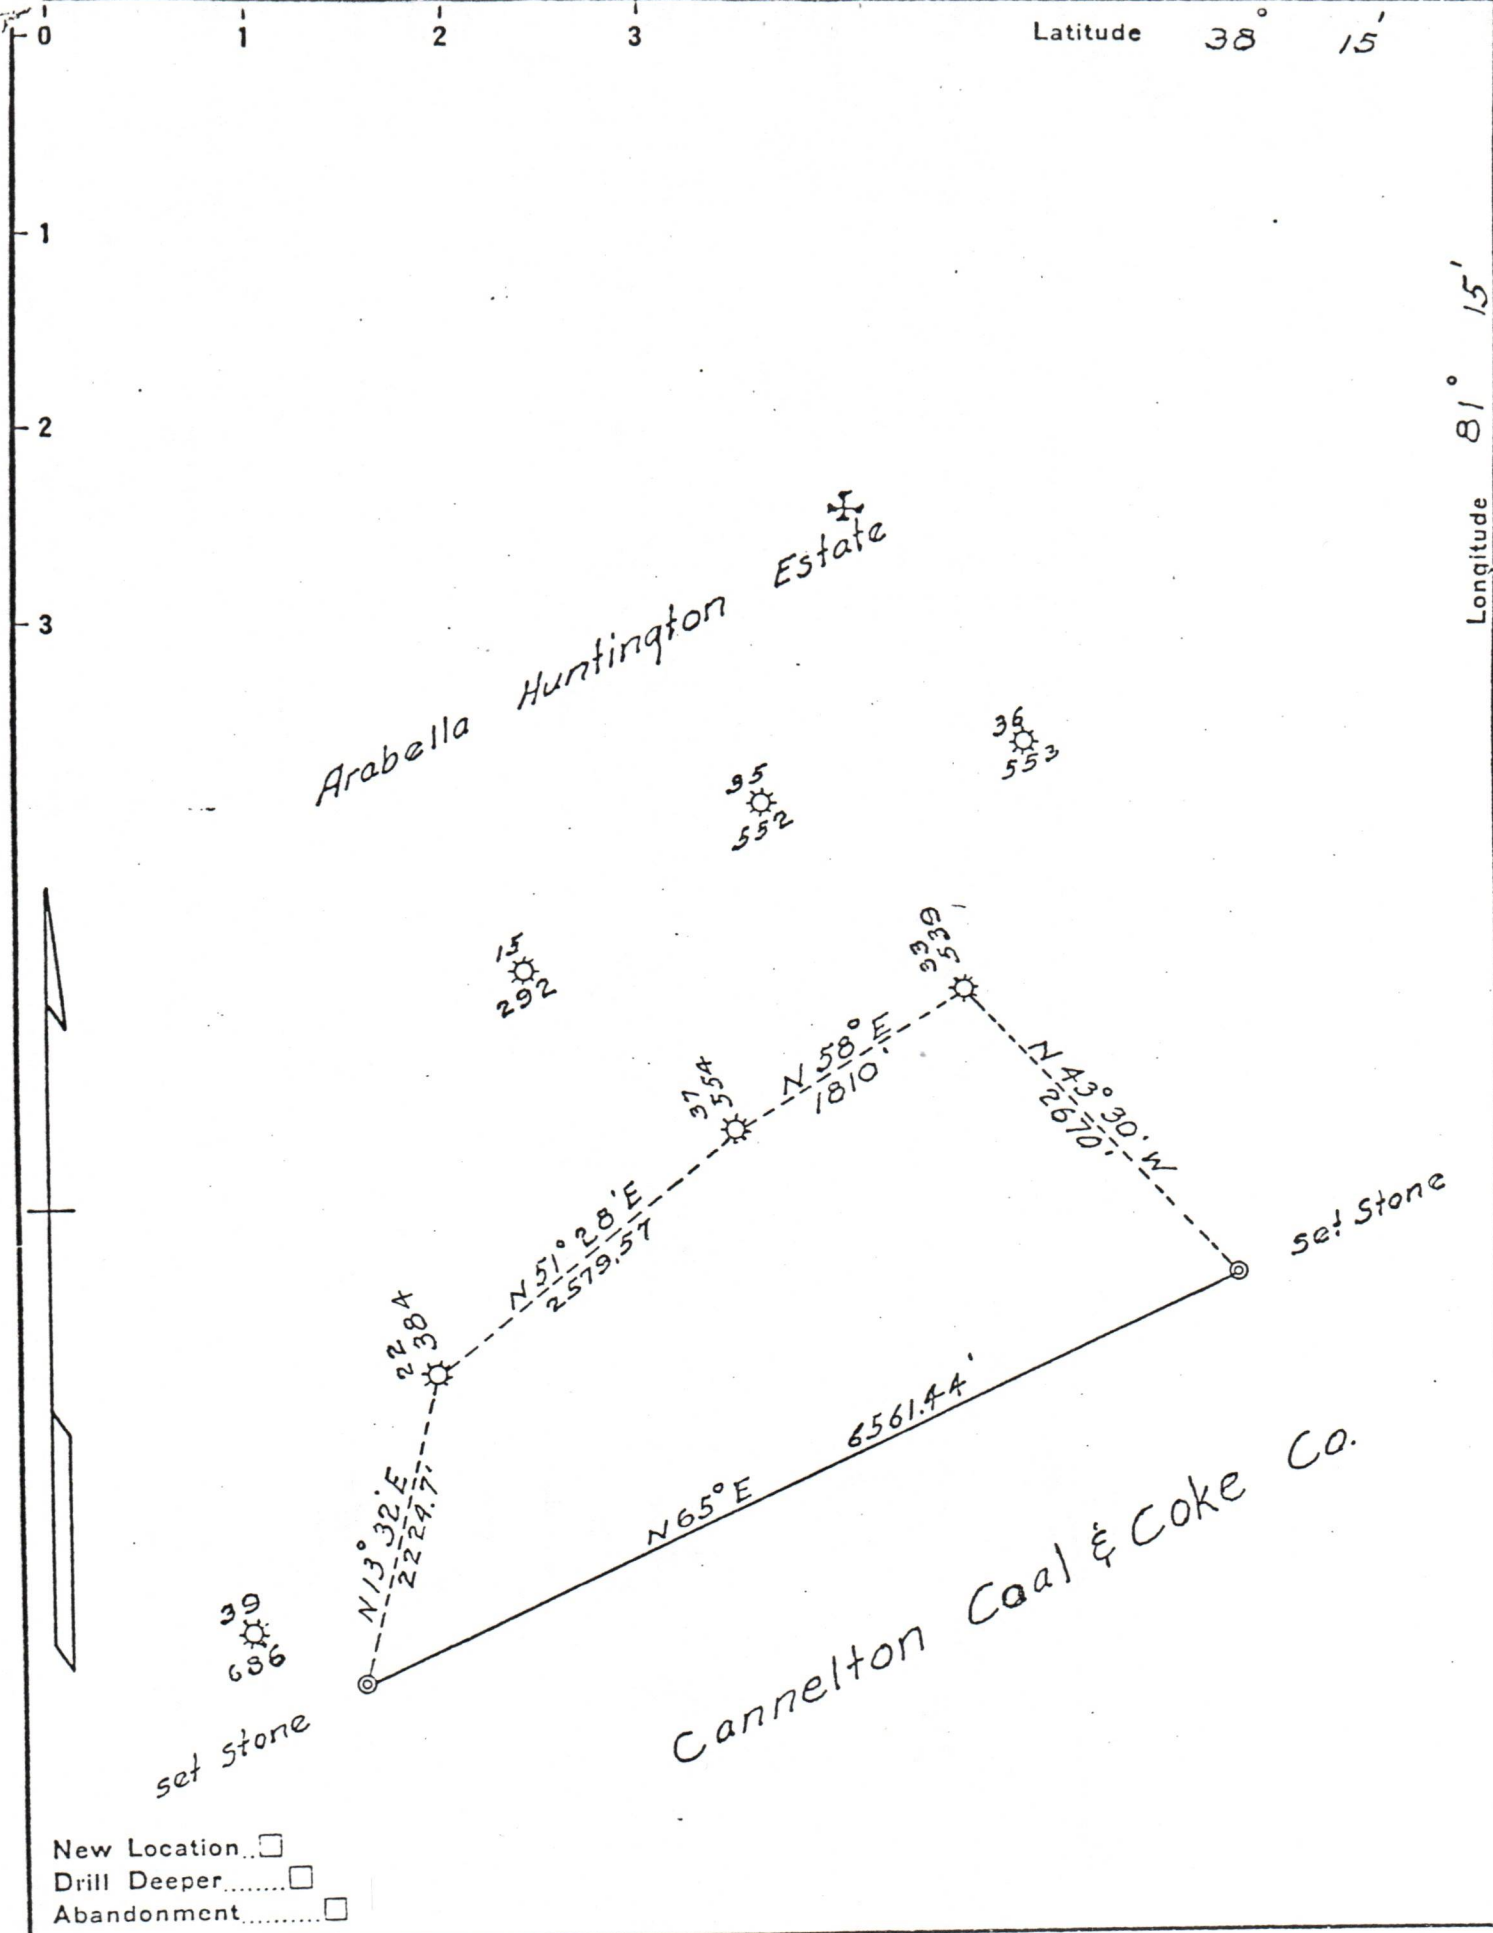 0 1 2 3 Latitude 38° 15'
1
2
3
Longitude 81° 15'
Arabella Huntington Estate
36
553
95
552
15
292
33
539
37
554
N 58° E
1810'
N 43° 30' W
2670'
N 51° 28' E
2579.57
set Stone
22
384
6561.44'
N 65° E
N 13° 32' E
2224.7'
Cannelton Coal & Coke Co.
39
686
set Stone
New Location..
Drill Deeper........
Abandonment..........